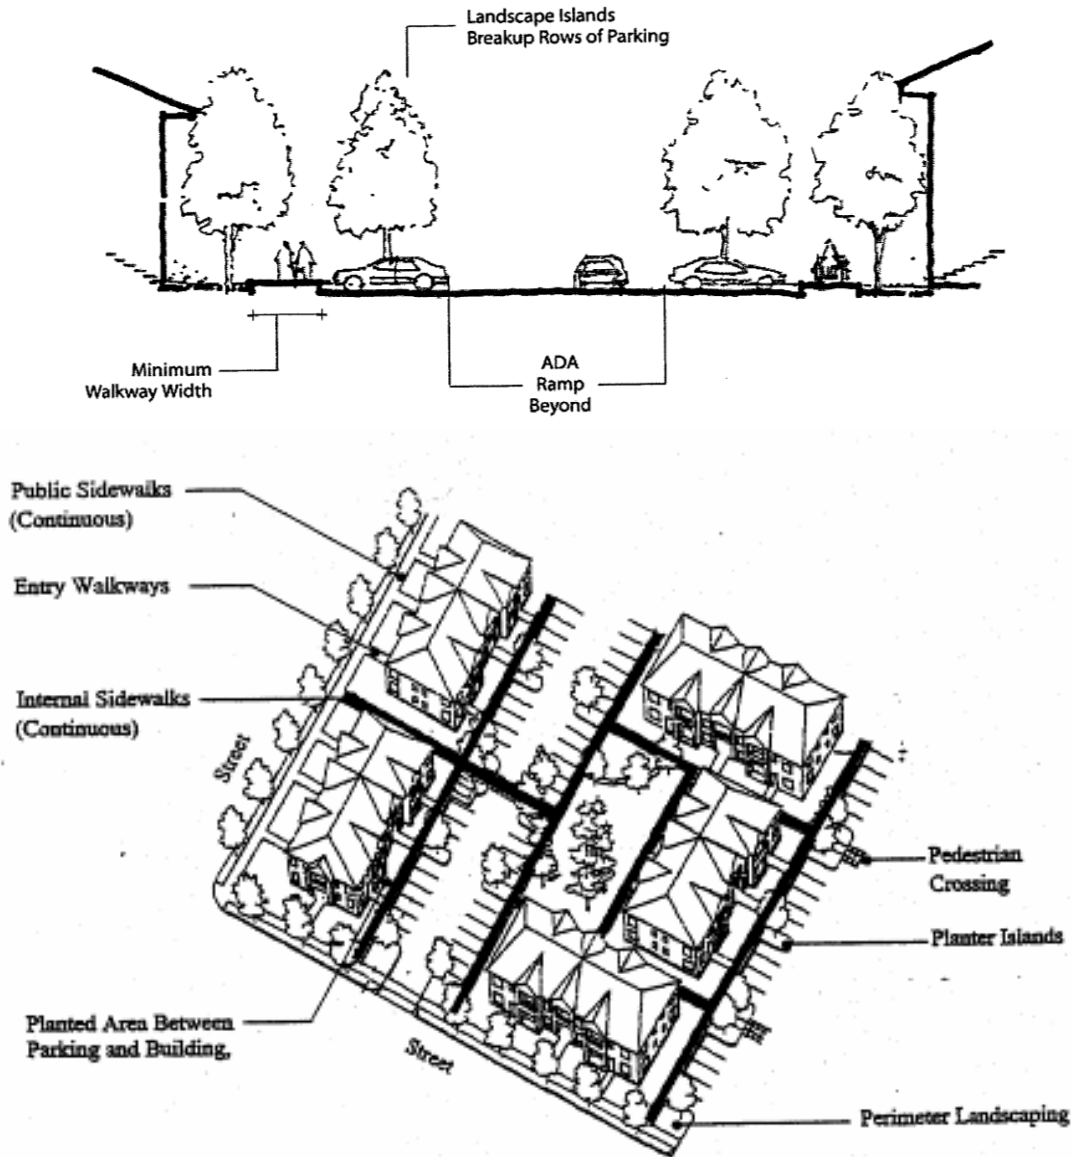 Landscape Islands
Breakup Rows of Parking
Minimum
Walkway Width
ADA
Ramp
Beyond
Public Sidewalks
(Continuous)
Entry Walkways
Internal Sidewalks
(Continuous)
Street
Pedestrian
Crossing
Planter Islands
Planted Area Between
Parking and Building,
Street
Perimeter Landscaping